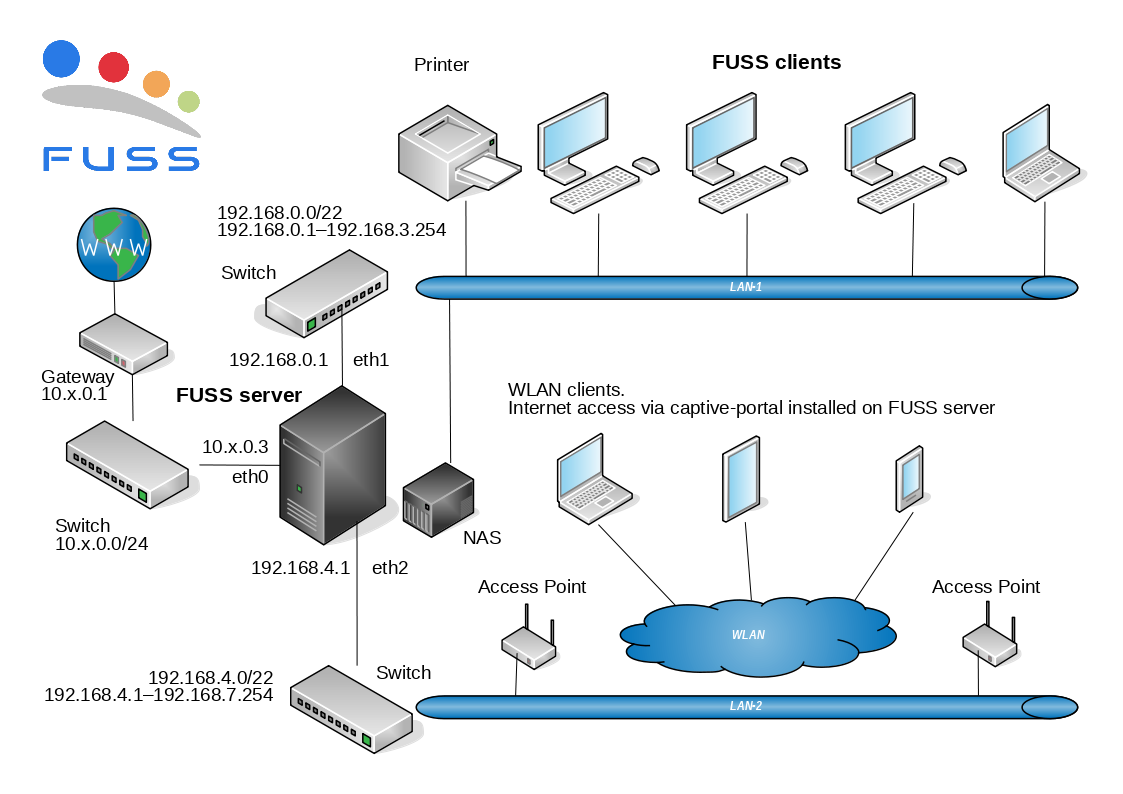 FUSS
Printer
FUSS clients
192.168.0.0/22
192.168.0.1–192.168.3.254
Switch
WWW
LAN-1
192.168.0.1
eth1
Gateway
10.x.0.1
FUSS server
WLAN clients.
Internet access via captive-portal installed on FUSS server
10.x.0.3
eth0
Switch
10.x.0.0/24
NAS
192.168.4.1
eth2
Access Point
Access Point
WLAN
192.168.4.0/22
192.168.4.1–192.168.7.254
Switch
LAN-2